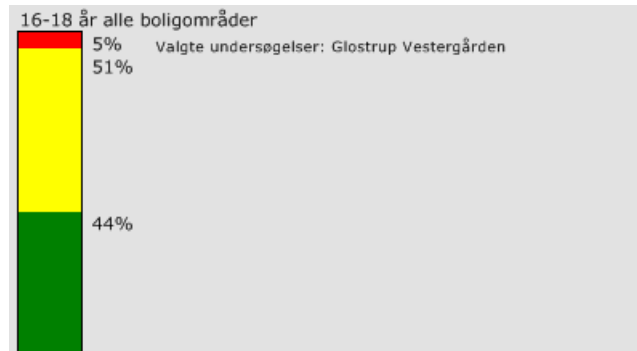 16-18 år alle boligområder
5%
Valgte undersøgelser: Glostrup Vestergården
51%
44%